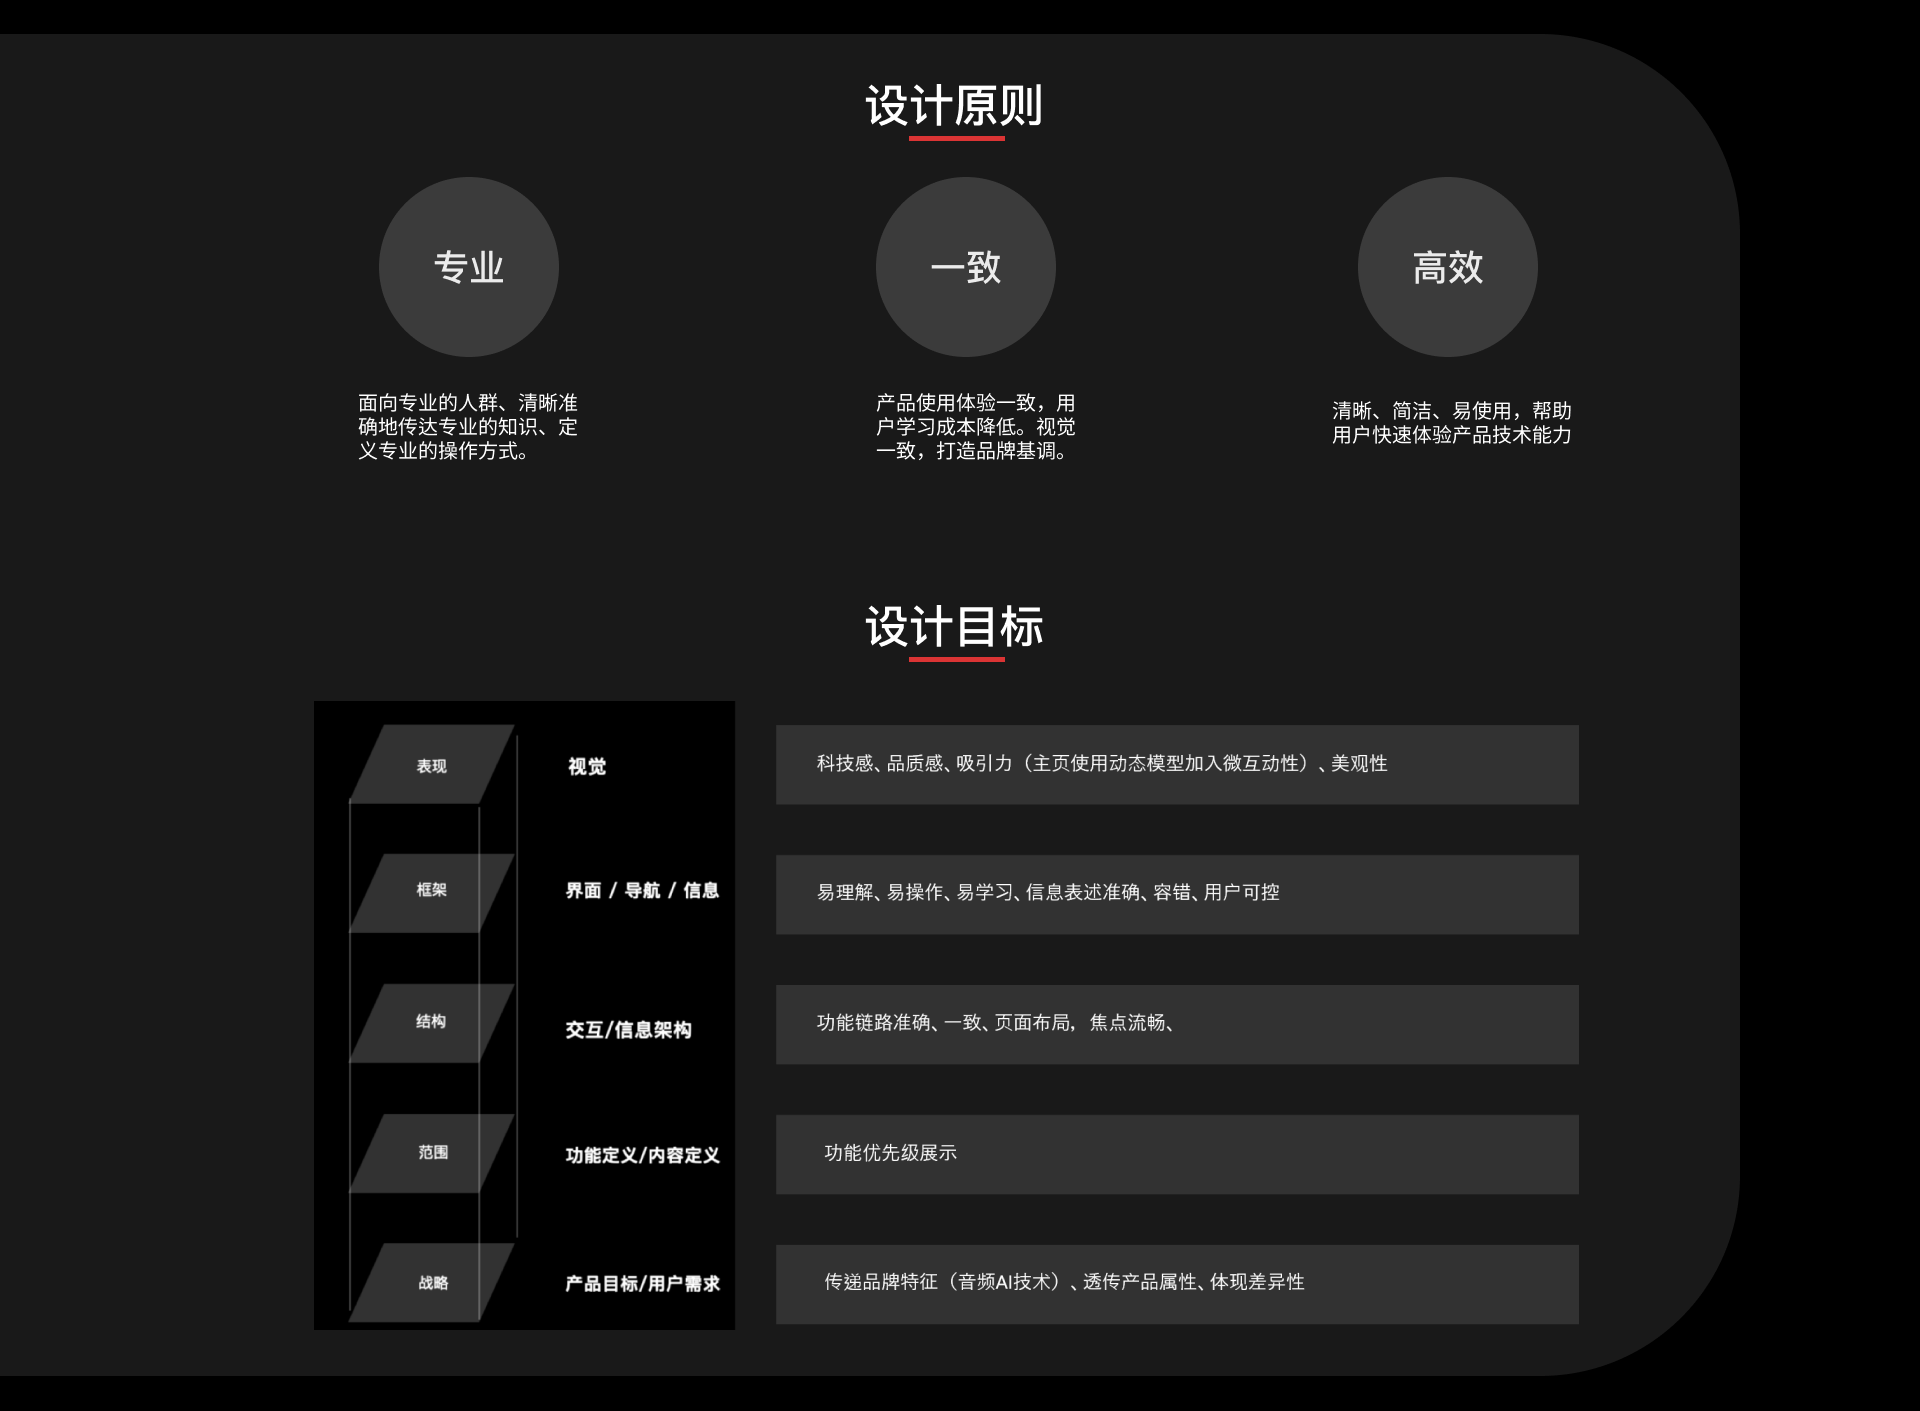 设计原则
专业
一致
高效
面向专业的人群、清晰准
确地传达专业的知识、定
义专业的操作方式。
产品使用体验一致，用
户学习成本降低。视觉
一致，打造品牌基调。
清晰、简洁、易使用，帮助
用户快速体验产品技术能力
设计目标
表现
视觉
科技感、品质感、吸引力（主页使用动态模型加入微互动性）、美观性
框架
界面 / 导航 / 信息
易理解、易操作、易学习、信息表述准确、容错、用户可控
结构
交互/信息架构
功能链路准确、一致、页面布局，焦点流畅、
范围
功能定义/内容定义
功能优先级展示
战略
产品目标/用户需求
传递品牌特征（音频AI技术）、透传产品属性、体现差异性